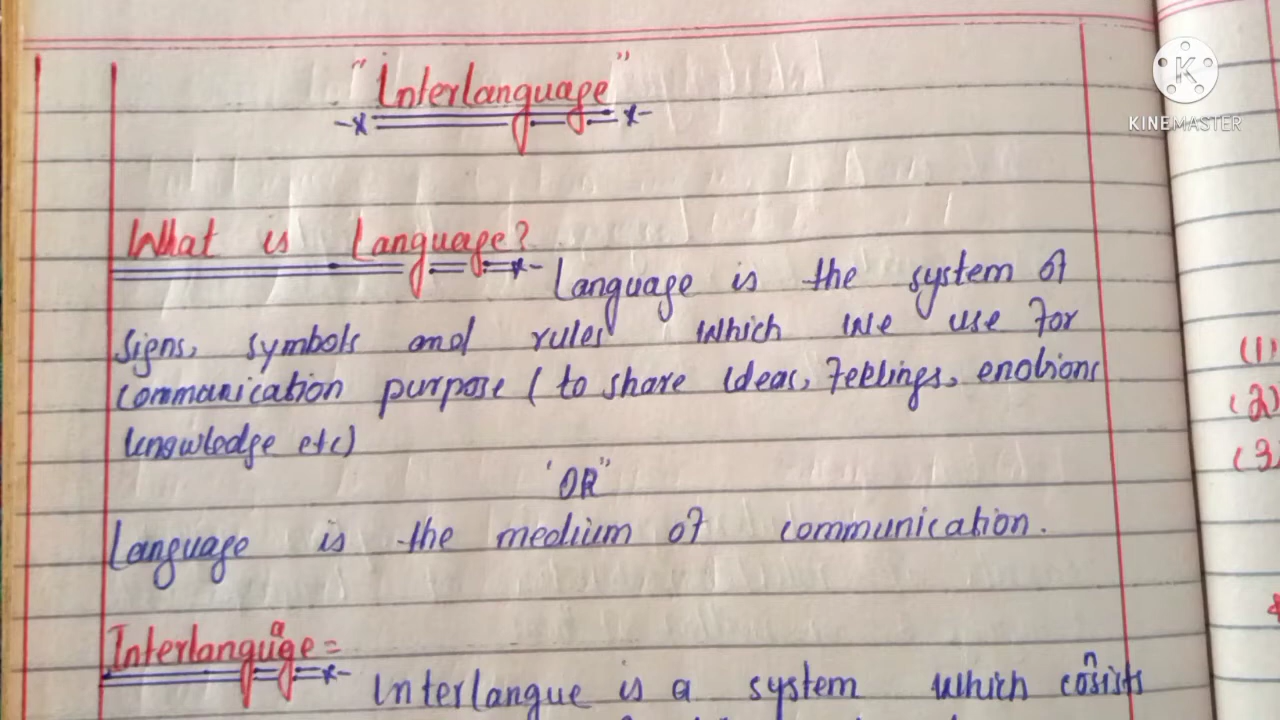 "Interlanguage"
What is Language?
Language is the system of
signs, symbols and rules which we use for
communication purpose (to share ideas, feelings, emotions
knowledge etc)
"OR"
Language is the medium of communication.
Interlanguage =
Interlangue is a system which consists
(1)
(2)
(3
KINEMASTER